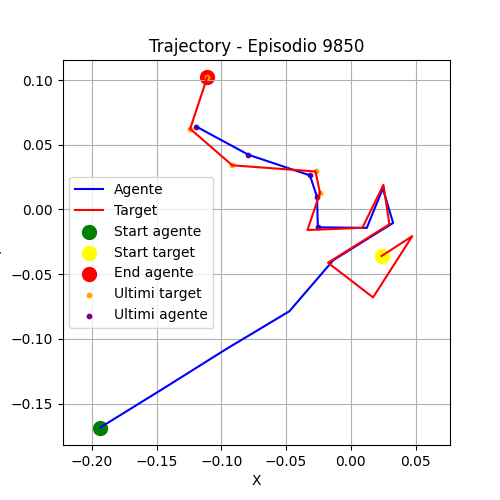 Trajectory - Episodio 9850
0.10
0.05
0.00
−0.05
−0.10
−0.15
Agente
Target
Start agente
Start target
End agente
Ultimi target
Ultimi agente
−0.20
−0.15
−0.10
−0.05
0.00
0.05
X